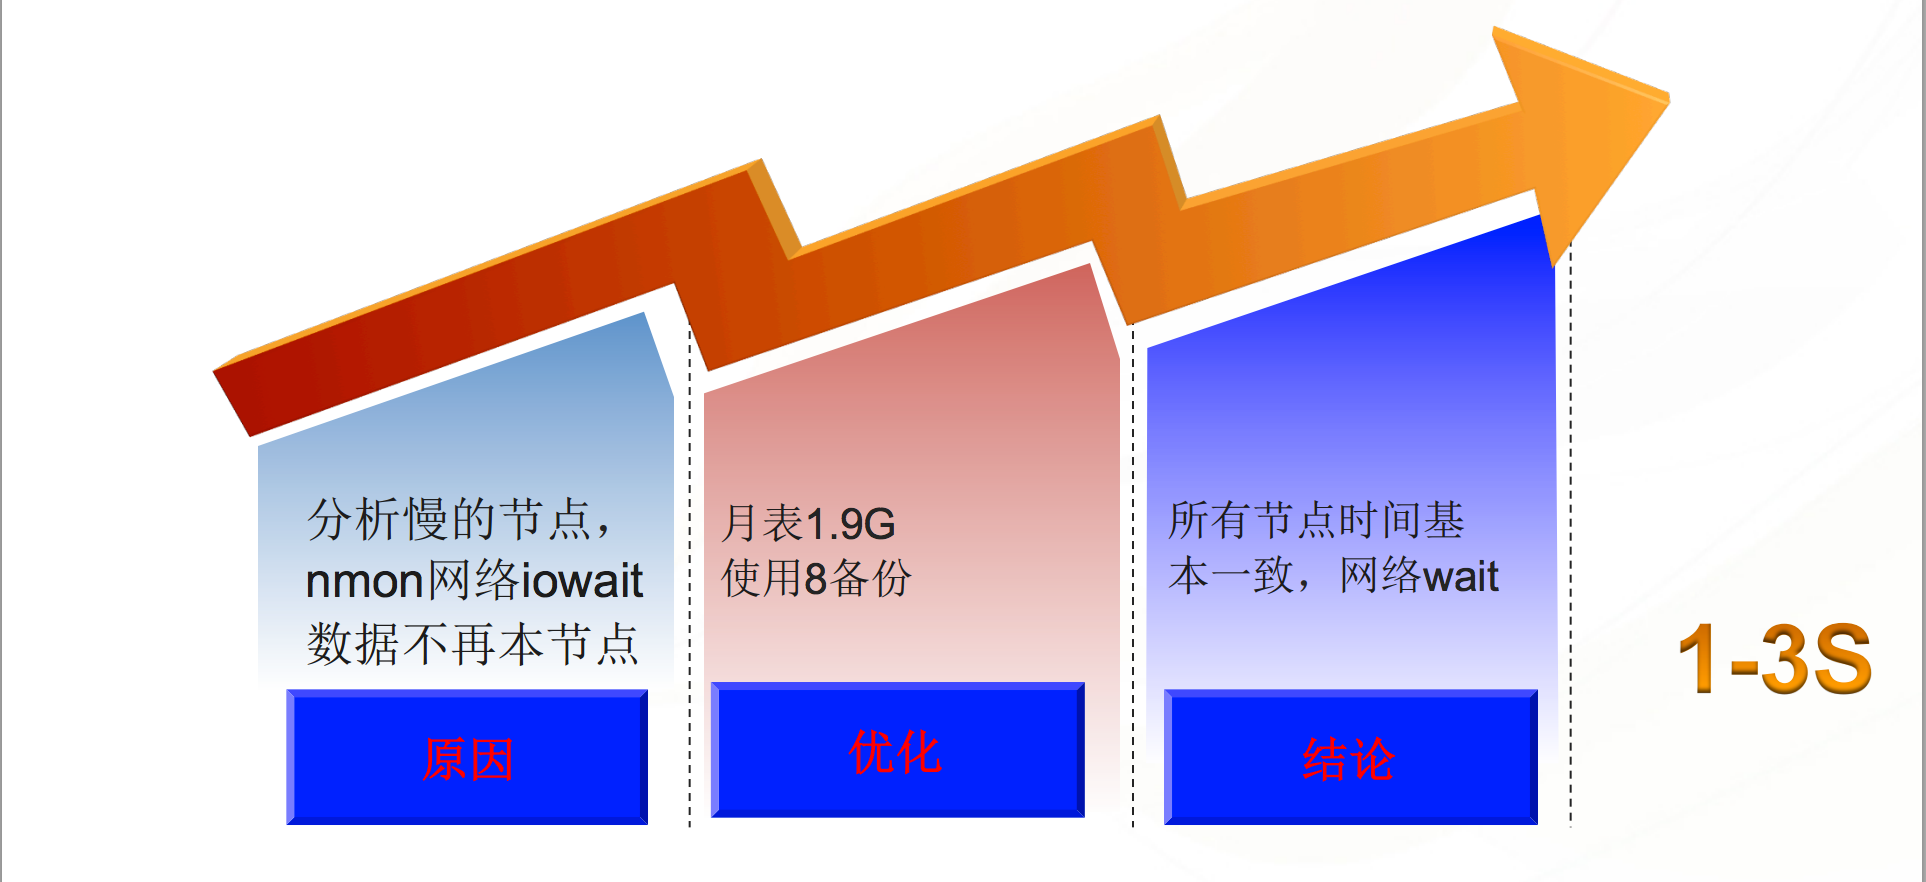 分析慢的节点，
nmon网络iowait
数据不再本节点
原因
月表1.9G
使用8备份
优化
所有节点时间基
本一致，网络wait
结论
1-3S